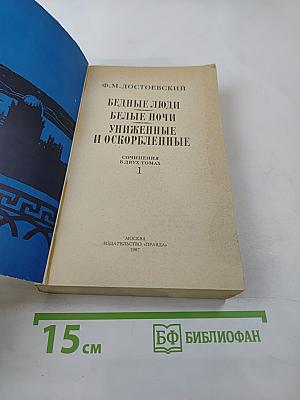 Ф. М. ДОСТОЕВСКИЙ
БЕДНЫЕ ЛЮДИ
БЕЛЫЕ НОЧИ
УНИЖЕННЫЕ
И ОСКОРБЛЕННЫЕ
СОЧИНЕНИЯ
В ДВУХ ТОМАХ
1
МОСКВА
ИЗДАТЕЛЬСТВО «ПРАВДА»
1987
15 см
БФ БИБЛИОФАН